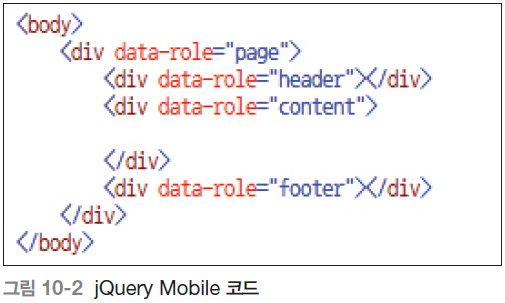 <body>
<div data-role="page">
<div data-role="header"></div>
<div data-role="content">
</div>
<div data-role="footer"></div>
</div>
</body>
그림 10-2 jQuery Mobile 코드